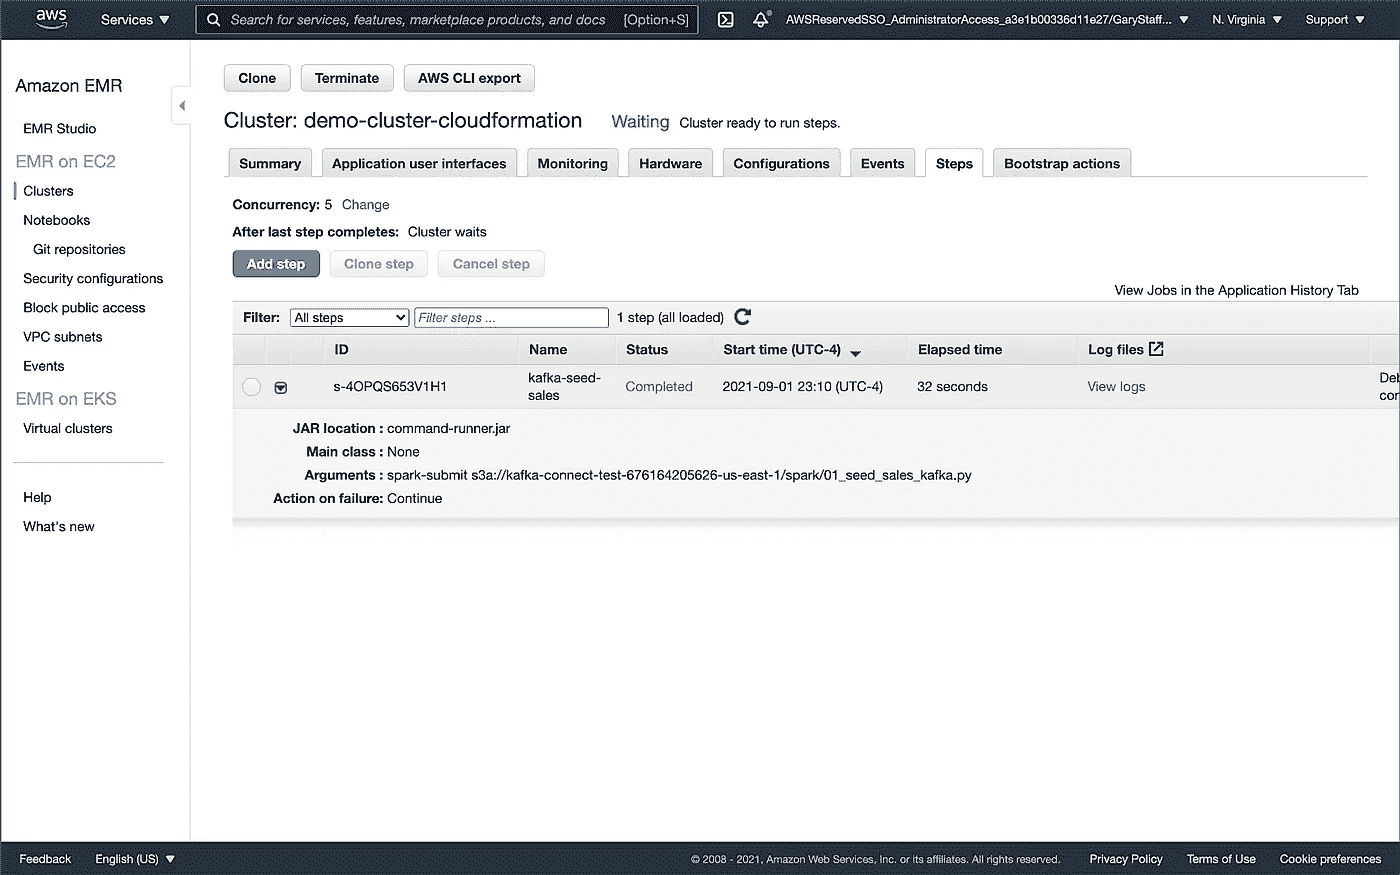 aws Services Search for services, features, marketplace products, and docs [Option+S] AWSReservedSSO_AdministratorAccess_a3e1b00336d11e27/GaryStaff... N. Virginia Support
Amazon EMR
EMR Studio
EMR on EC2
Clusters
Notebooks
Git repositories
Security configurations
Block public access
VPC subnets
Events
EMR on EKS
Virtual clusters
Help
What's new
Clone Terminate AWS CLI export
Cluster: demo-cluster-cloudformation Waiting Cluster ready to run steps.
Summary Application user interfaces Monitoring Hardware Configurations Events Steps Bootstrap actions
Concurrency: 5 Change
After last step completes: Cluster waits
Add step Clone step Cancel step
View Jobs in the Application History Tab
Filter: All steps Filter steps ... 1 step (all loaded)
ID Name Status Start time (UTC-4) Elapsed time Log files
s-4OPQS653V1H1 kafka-seed-sales Completed 2021-09-01 23:10 (UTC-4) 32 seconds View logs
JAR location : command-runner.jar
Main class : None
Arguments : spark-submit s3a://kafka-connect-test-676164205626-us-east-1/spark/01_seed_sales_kafka.py
Action on failure: Continue
Feedback English (US) © 2008 - 2021, Amazon Web Services, Inc. or its affiliates. All rights reserved. Privacy Policy Terms of Use Cookie preferences